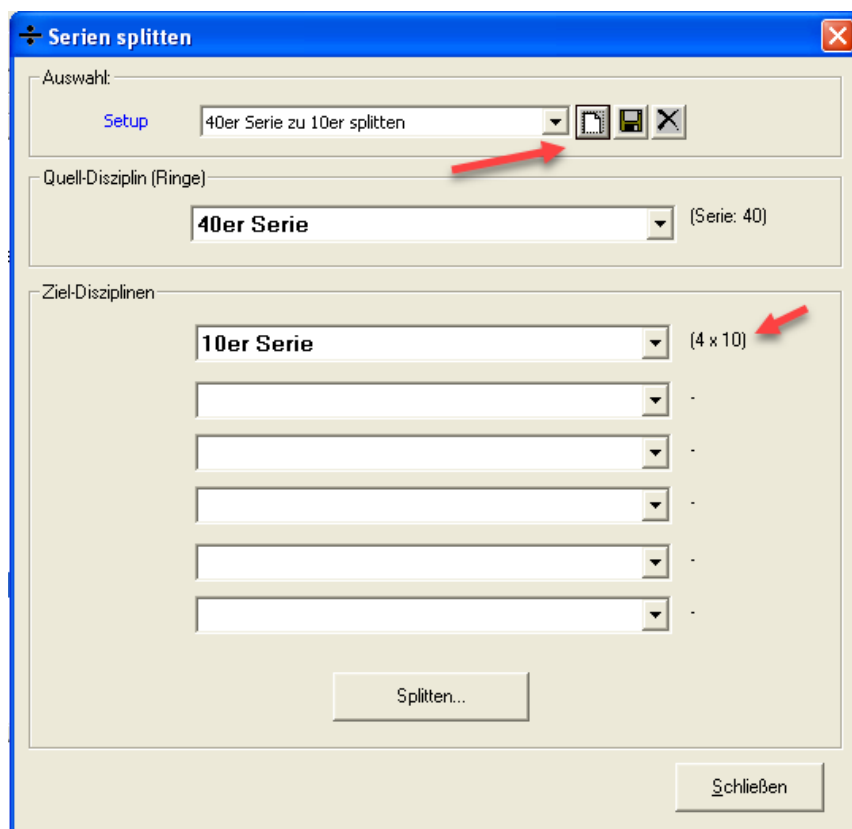 Serien splitten
Auswahl:
Setup 40er Serie zu 10er splitten
Quell-Disziplin (Ringe)
40er Serie (Serie: 40)
Ziel-Disziplinen
10er Serie (4 x 10)
-
-
-
-
-
Splitten...
Schließen